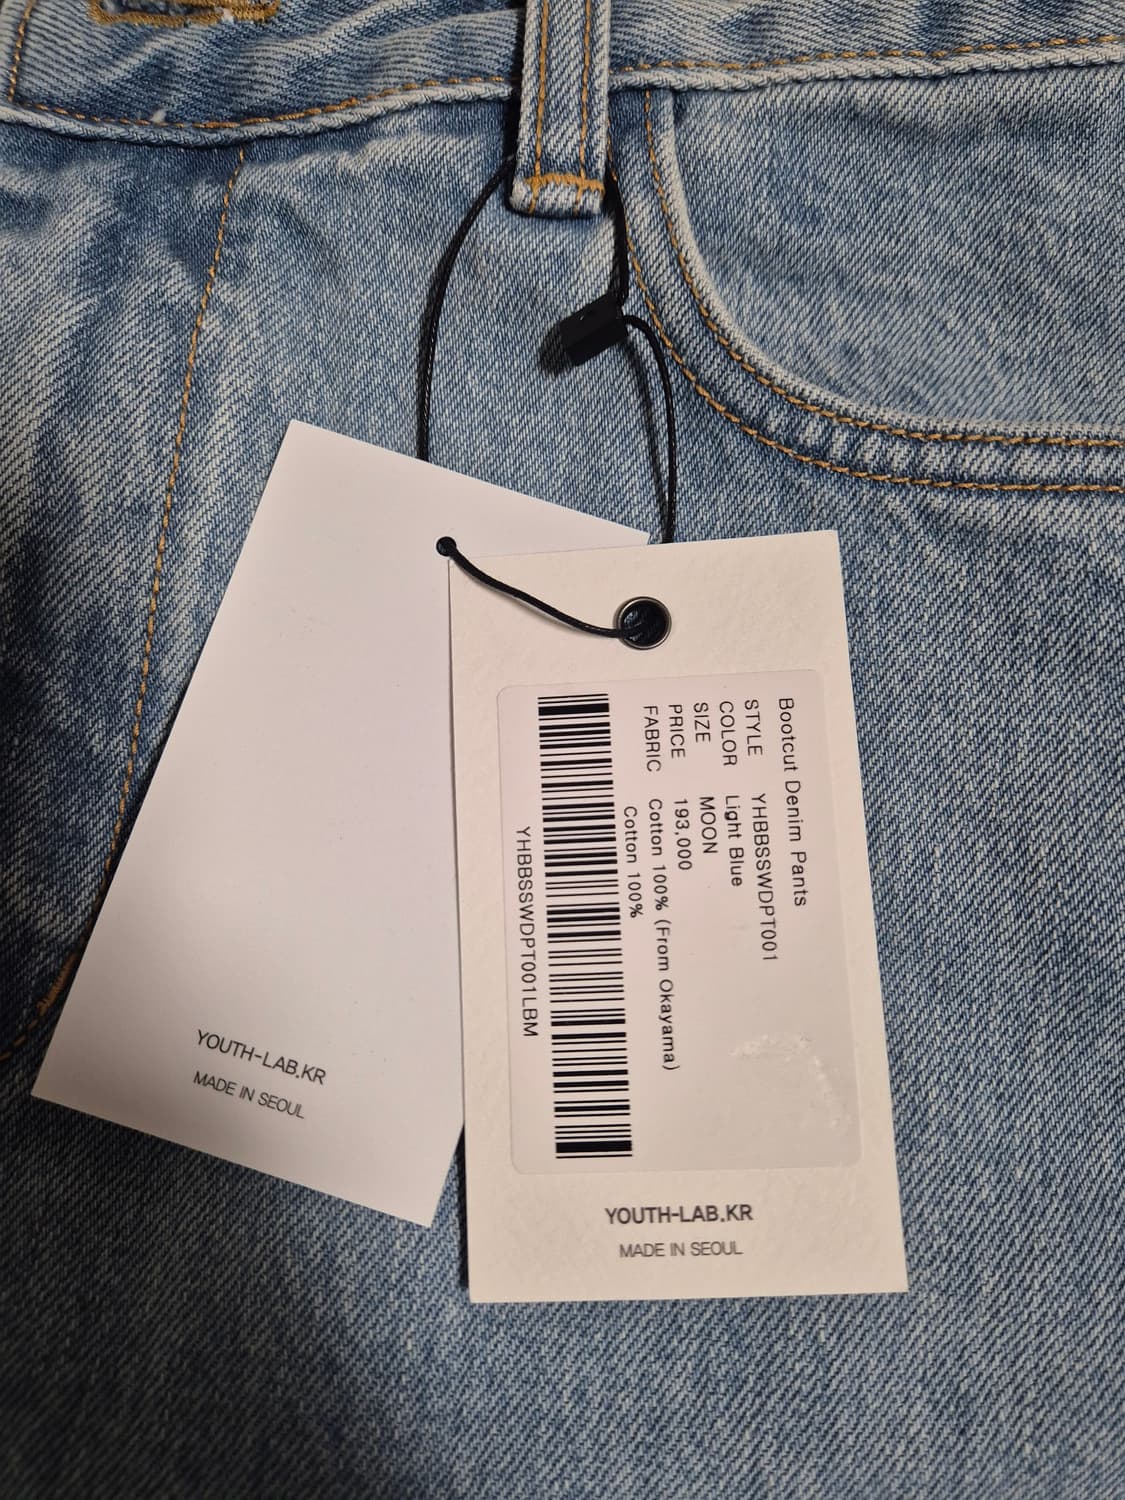 Bootcut Denim Pants
STYLE YHBBSSWDPT001
COLOR Light Blue
SIZE MOON
PRICE 193,000
FABRIC Cotton 100% (From Okayama)
Cotton 100%
YHBBSSWDPT001LBM
YOUTH-LAB.KR
MADE IN SEOUL
YOUTH-LAB.KR
MADE IN SEOUL